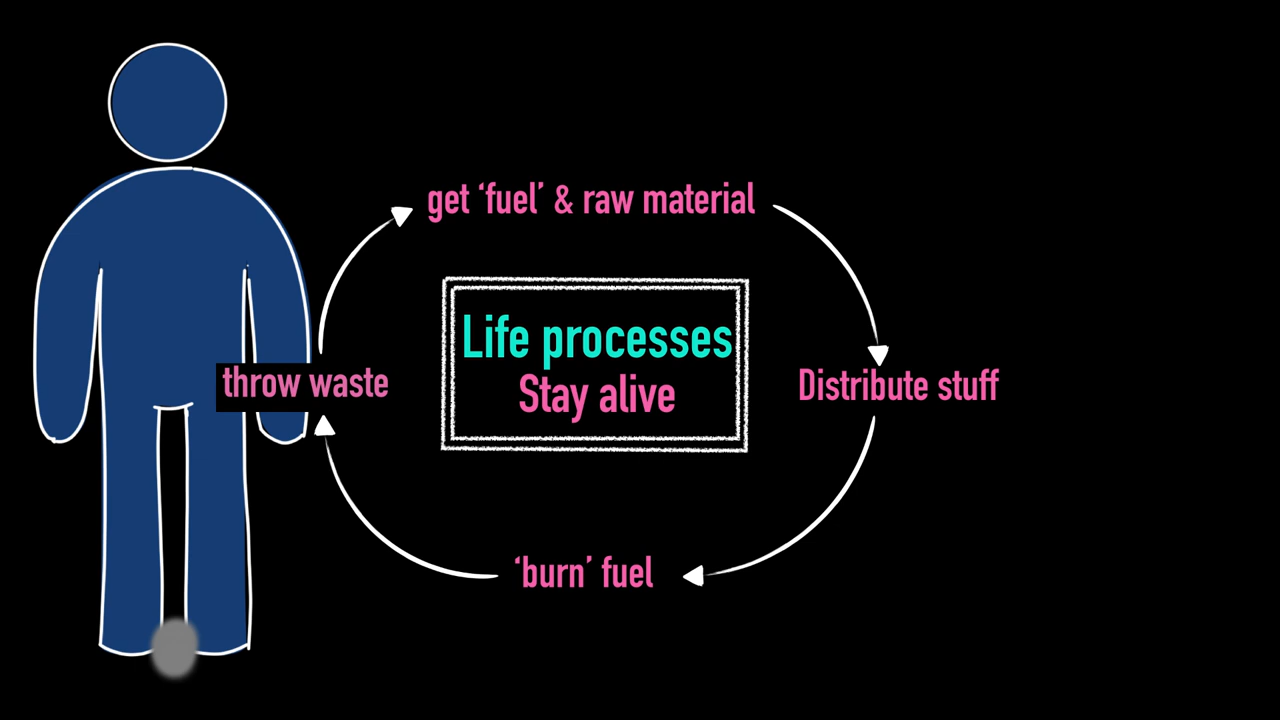 get ‘fuel’ & raw material
Life processes
Stay alive
throw waste
Distribute stuff
‘burn’ fuel